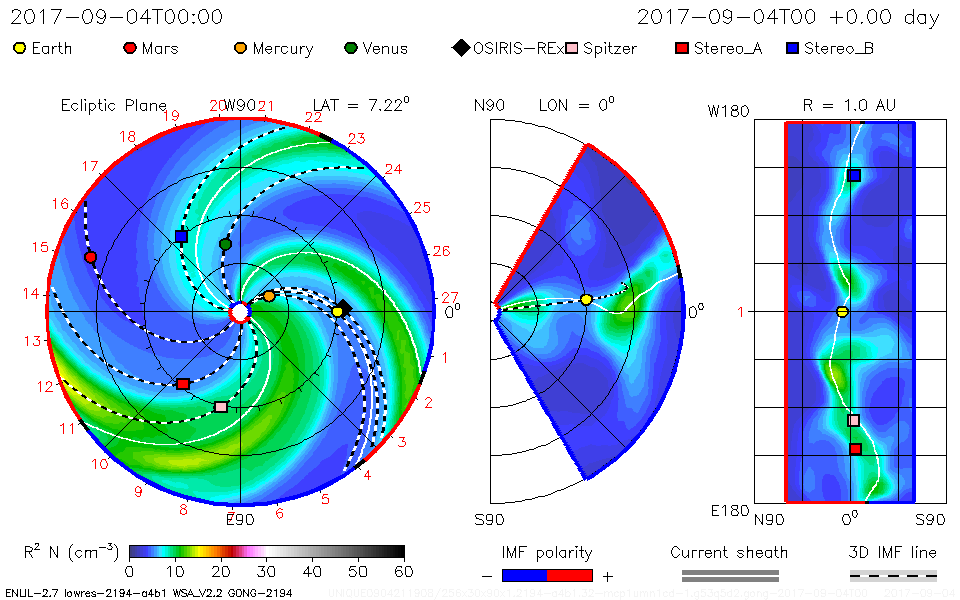 2017-09-04T00:00 2017-09-04T00 +0.00 day
Earth Mars Mercury Venus OSIRIS-REx Spitzer Stereo_A Stereo_B
Ecliptic Plane W90 LAT = 7.22° N90 LON = 0° W180 R = 1.0 AU
20 21
19 22
18 23
17 24
16 25
15 26
14 27
0° 0° 1
13 1
12 2
11 3
10 4
9 5
8 7 6
E90 S90 E180 N90 0° S90
R² N (cm⁻³) IMF polarity Current sheath 3D IMF line
0 10 20 30 40 50 60 - +
ENLIL-2.7 lowres-2194-a4b1 WSA_V2.2 GONG-2194